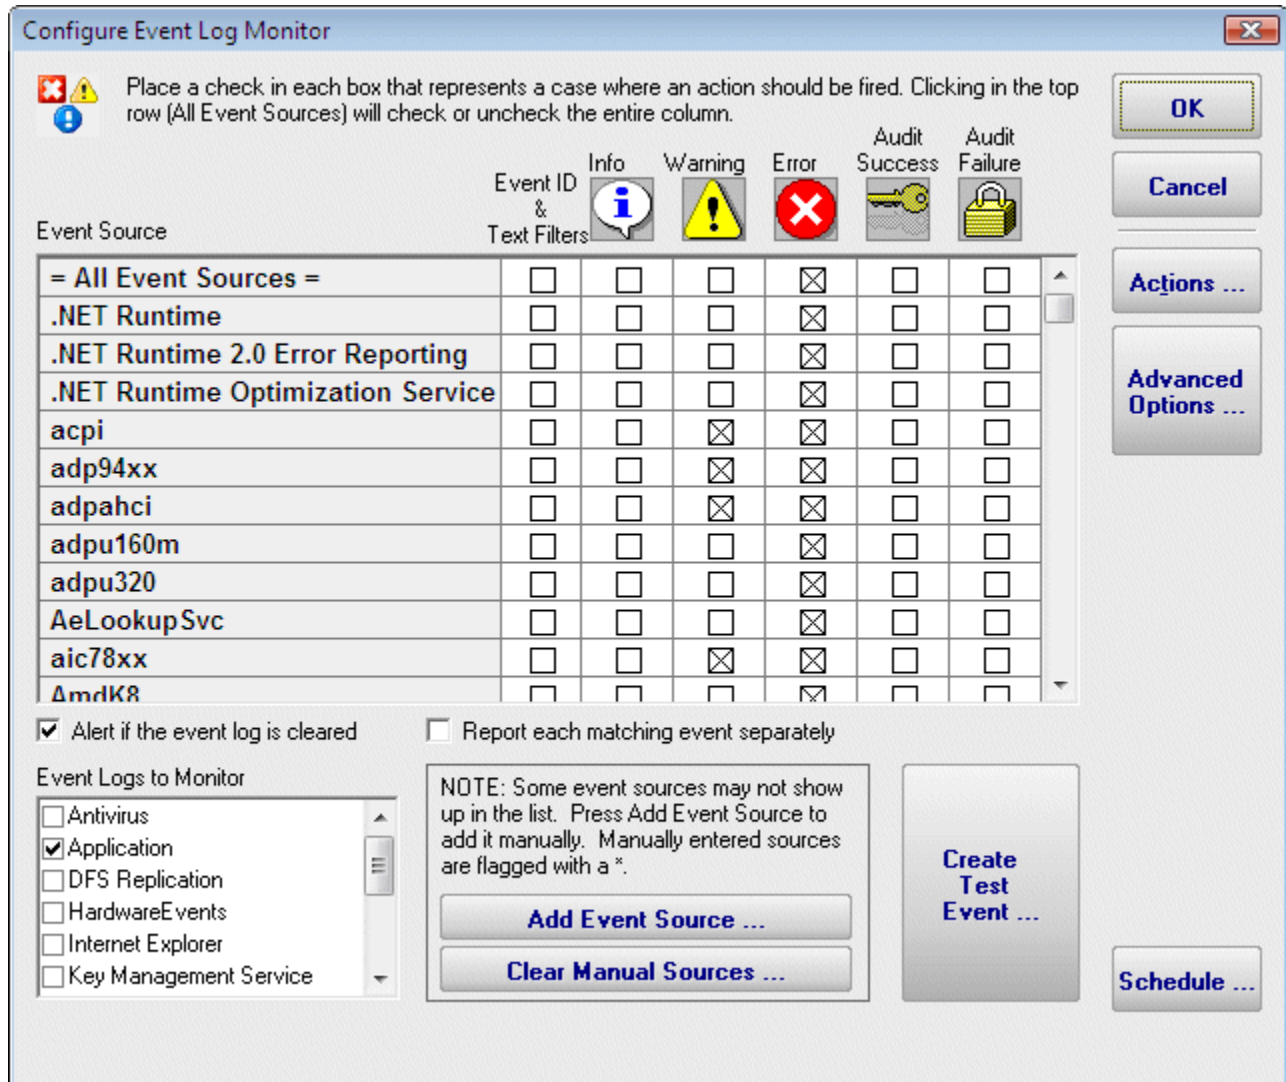 Configure Event Log Monitor
Place a check in each box that represents a case where an action should be fired. Clicking in the top
row (All Event Sources) will check or uncheck the entire column.
OK
Cancel
Actions ...
Advanced
Options ...
Event Source
Event ID
&
Text Filters
Info
Warning
Error
Audit
Success
Audit
Failure
= All Event Sources =
.NET Runtime
.NET Runtime 2.0 Error Reporting
.NET Runtime Optimization Service
acpi
adp94xx
adpahci
adpu160m
adpu320
AeLookupSvc
aic78xx
AmdK8
Alert if the event log is cleared
Report each matching event separately
Event Logs to Monitor
Antivirus
Application
DFS Replication
HardwareEvents
Internet Explorer
Key Management Service
NOTE: Some event sources may not show
up in the list.  Press Add Event Source to
add it manually.  Manually entered sources
are flagged with a *.
Add Event Source ...
Clear Manual Sources ...
Create
Test
Event ...
Schedule ...